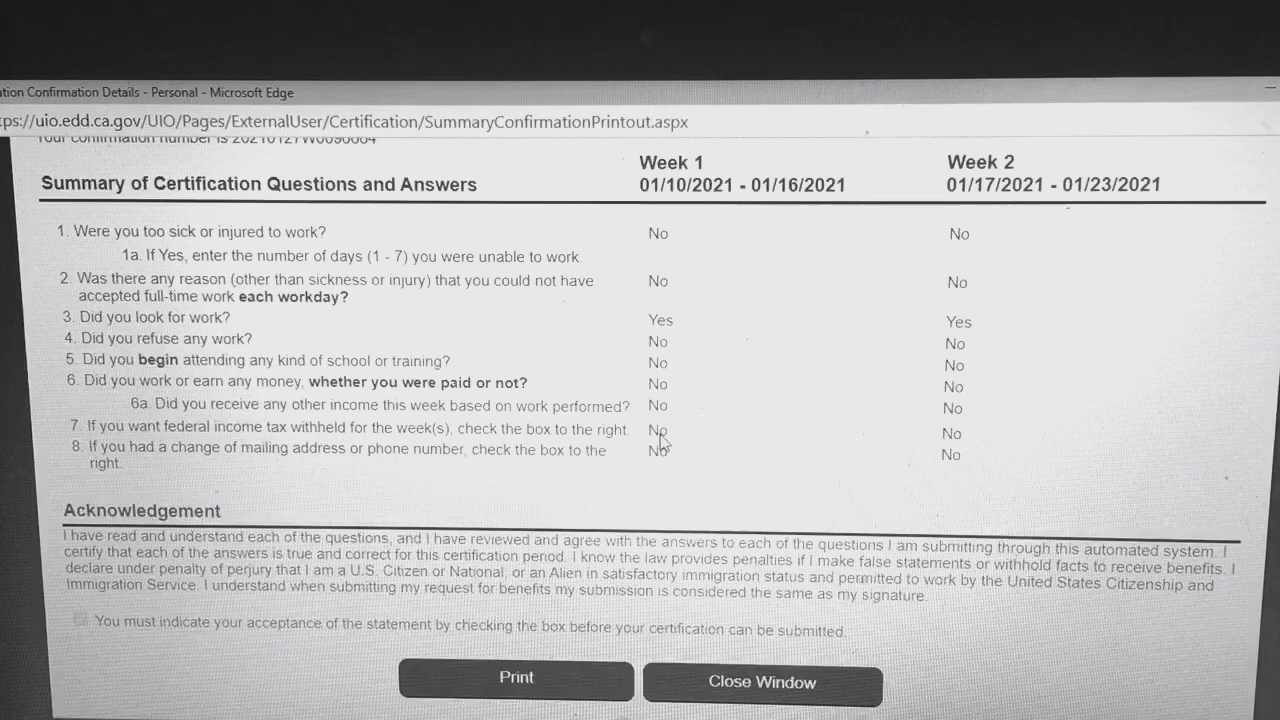 ation Confirmation Details - Personal - Microsoft Edge
tps://uio.edd.ca.gov/UIO/Pages/ExternalUser/Certification/SummaryConfirmationPrintout.aspx
Your confirmation number is
Week 1 Week 2
Summary of Certification Questions and Answers 01/10/2021 - 01/16/2021 01/17/2021 - 01/23/2021
1. Were you too sick or injured to work? No No
1a. If Yes, enter the number of days (1 - 7) you were unable to work.
2. Was there any reason (other than sickness or injury) that you could not have No No
accepted full-time work each workday?
3. Did you look for work? Yes Yes
4. Did you refuse any work? No No
5. Did you begin attending any kind of school or training? No No
6. Did you work or earn any money, whether you were paid or not? No No
6a. Did you receive any other income this week based on work performed? No No
7. If you want federal income tax withheld for the week(s), check the box to the right. No No
8. If you had a change of mailing address or phone number, check the box to the No No
right.
Acknowledgement
I have read and understand each of the questions, and I have reviewed and agree with the answers to each of the questions I am submitting through this automated system. I
certify that each of the answers is true and correct for this certification period. I know the law provides penalties if I make false statements or withhold facts to receive benefits. I
declare under penalty of perjury that I am a U.S. Citizen or National, or an Alien in satisfactory immigration status and permitted to work by the United States Citizenship and
Immigration Service. I understand when submitting my request for benefits my submission is considered the same as my signature.
You must indicate your acceptance of the statement by checking the box before your certification can be submitted.
Print Close Window